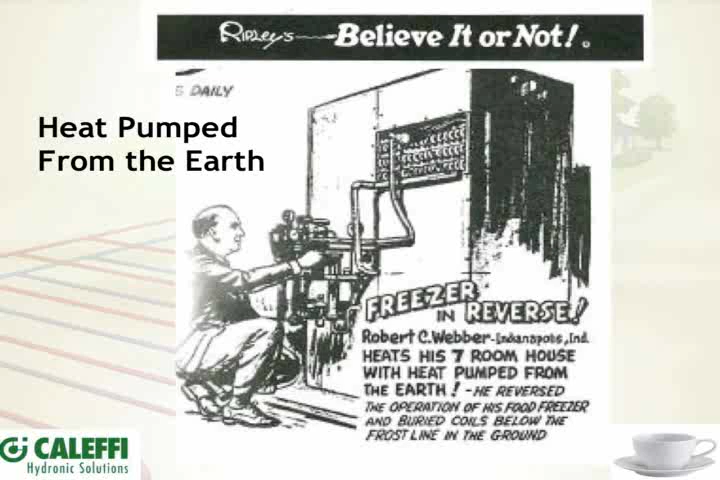 Ripley's Believe It or Not!
S DAILY
Heat Pumped
From the Earth
FREEZER
IN REVERSE!
Robert C. Webber - Indianapolis, Ind.
HEATS HIS 7 ROOM HOUSE
WITH HEAT PUMPED FROM
THE EARTH! - HE REVERSED
THE OPERATION OF HIS FOOD FREEZER
AND BURIED COILS BELOW THE
FROST LINE IN THE GROUND
CALEFFI
Hydronic Solutions